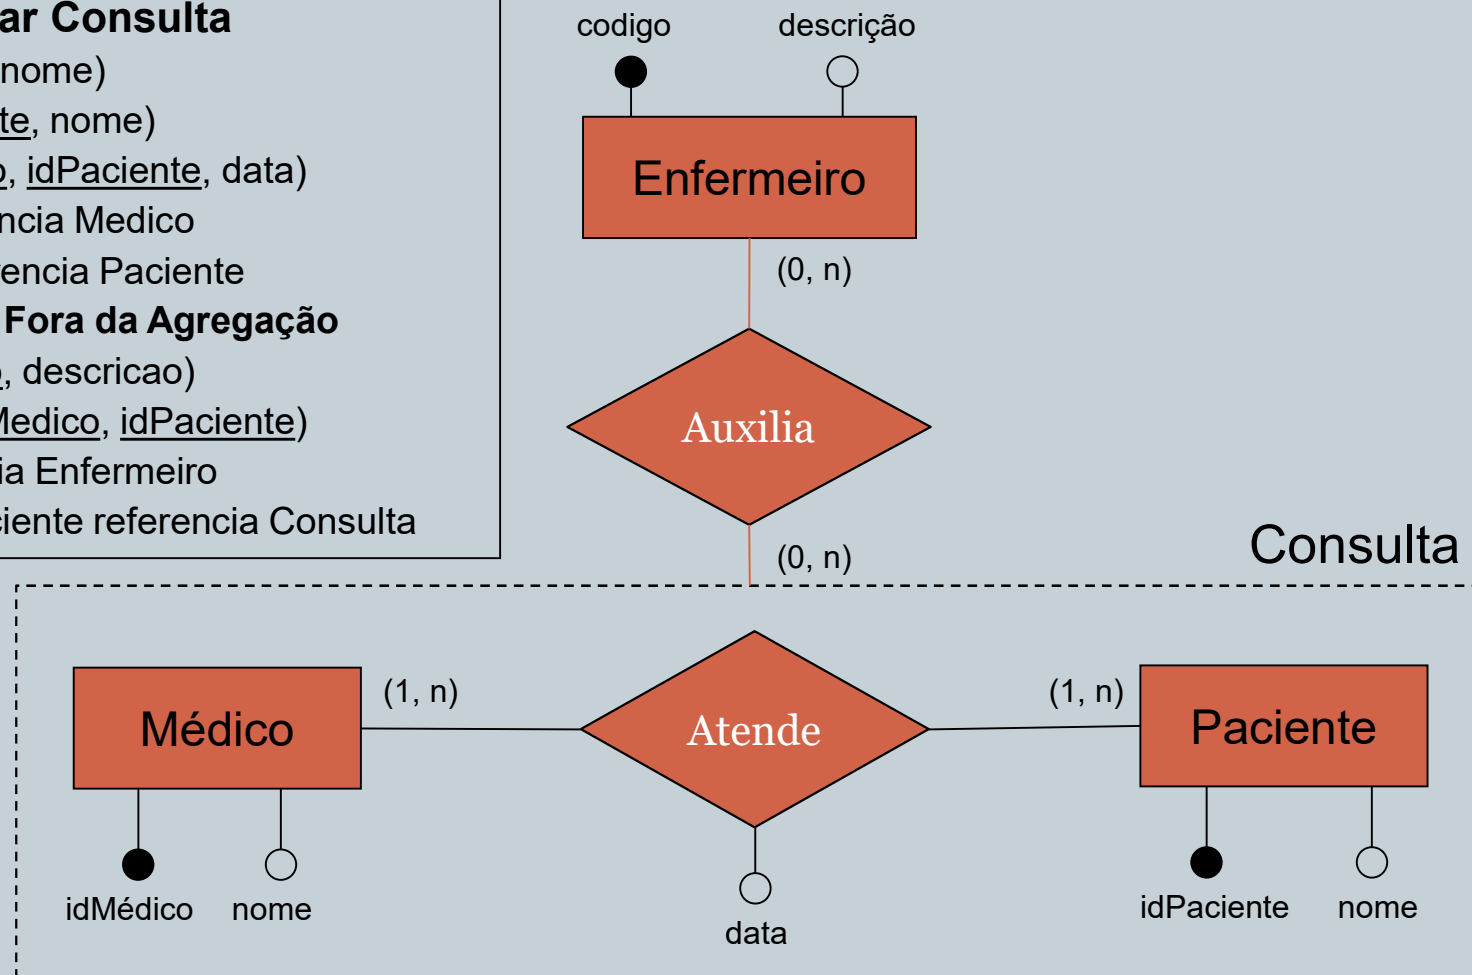 ar Consulta
nome)
te, nome)
o, idPaciente, data)
ncia Medico
encia Paciente
Fora da Agregação
o, descricao)
Medico, idPaciente)
ia Enfermeiro
ciente referencia Consulta
codigo
descrição
Enfermeiro
(0, n)
Auxilia
(0, n)
Consulta
Médico
(1, n)
Atende
(1, n)
Paciente
idMédico
nome
data
idPaciente
nome